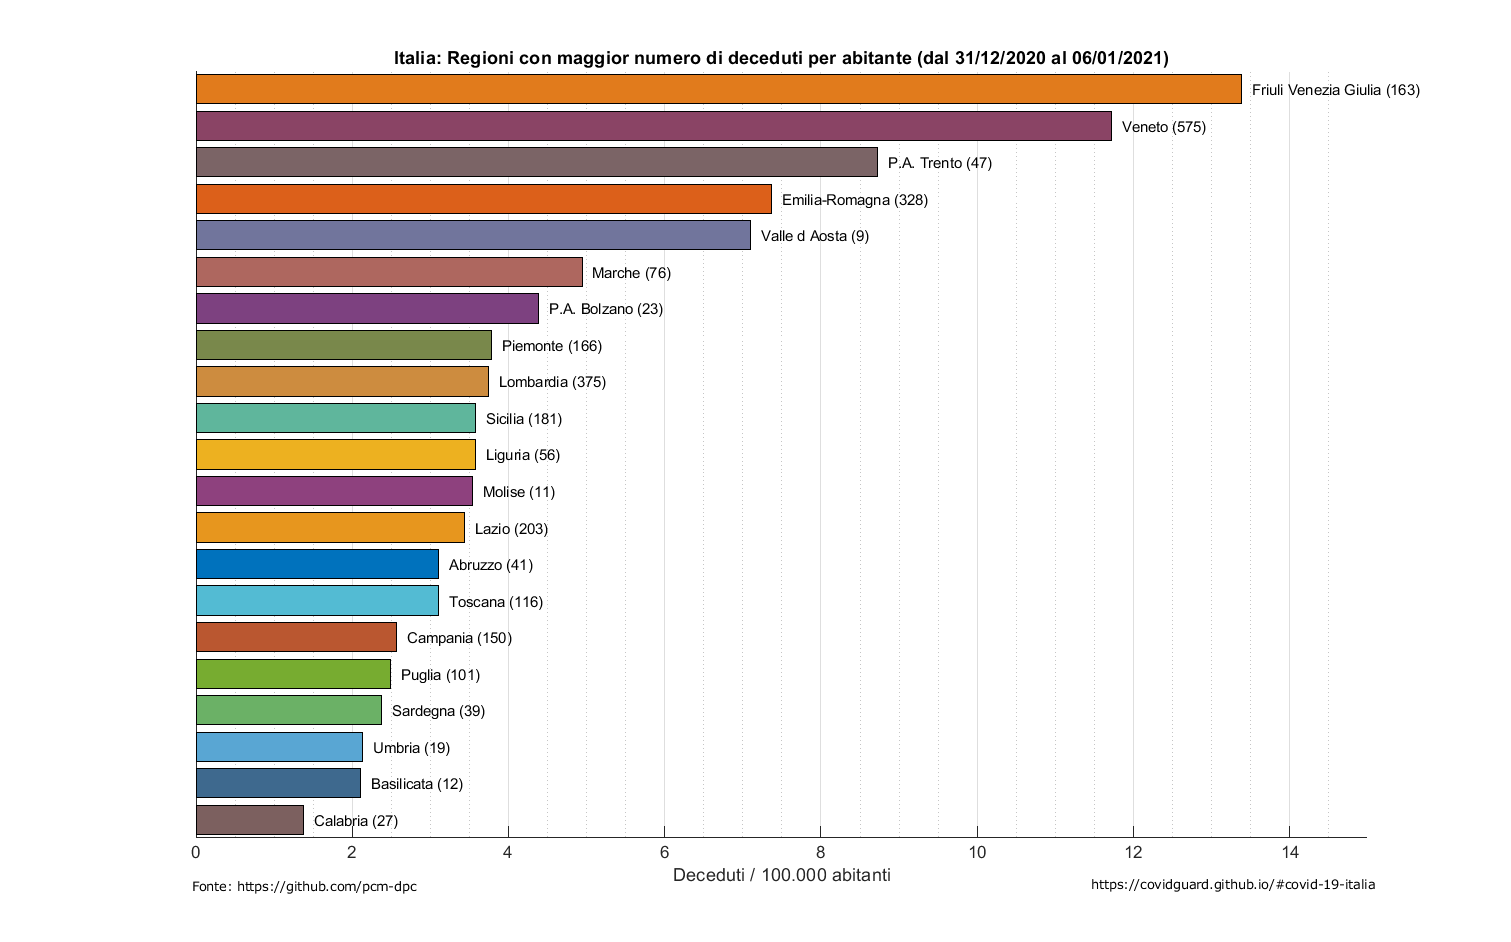 Italia: Regioni con maggior numero di deceduti per abitante (dal 31/12/2020 al 06/01/2021)
Friuli Venezia Giulia (163)
Veneto (575)
P.A. Trento (47)
Emilia-Romagna (328)
Valle d Aosta (9)
Marche (76)
P.A. Bolzano (23)
Piemonte (166)
Lombardia (375)
Sicilia (181)
Liguria (56)
Molise (11)
Lazio (203)
Abruzzo (41)
Toscana (116)
Campania (150)
Puglia (101)
Sardegna (39)
Umbria (19)
Basilicata (12)
Calabria (27)
0 2 4 6 8 10 12 14
Deceduti / 100.000 abitanti
Fonte: https://github.com/pcm-dpc
https://covidguard.github.io/#covid-19-italia